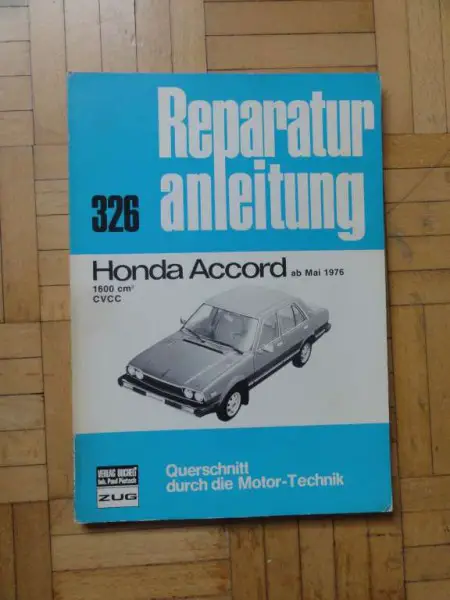 Reparatur
anleitung
326
Honda Accord ab Mai 1976
1600 cm³
CVCC
VERLAG BUCHELI
Inh. Paul Pietsch
ZUG
Querschnitt
durch die Motor-Technik